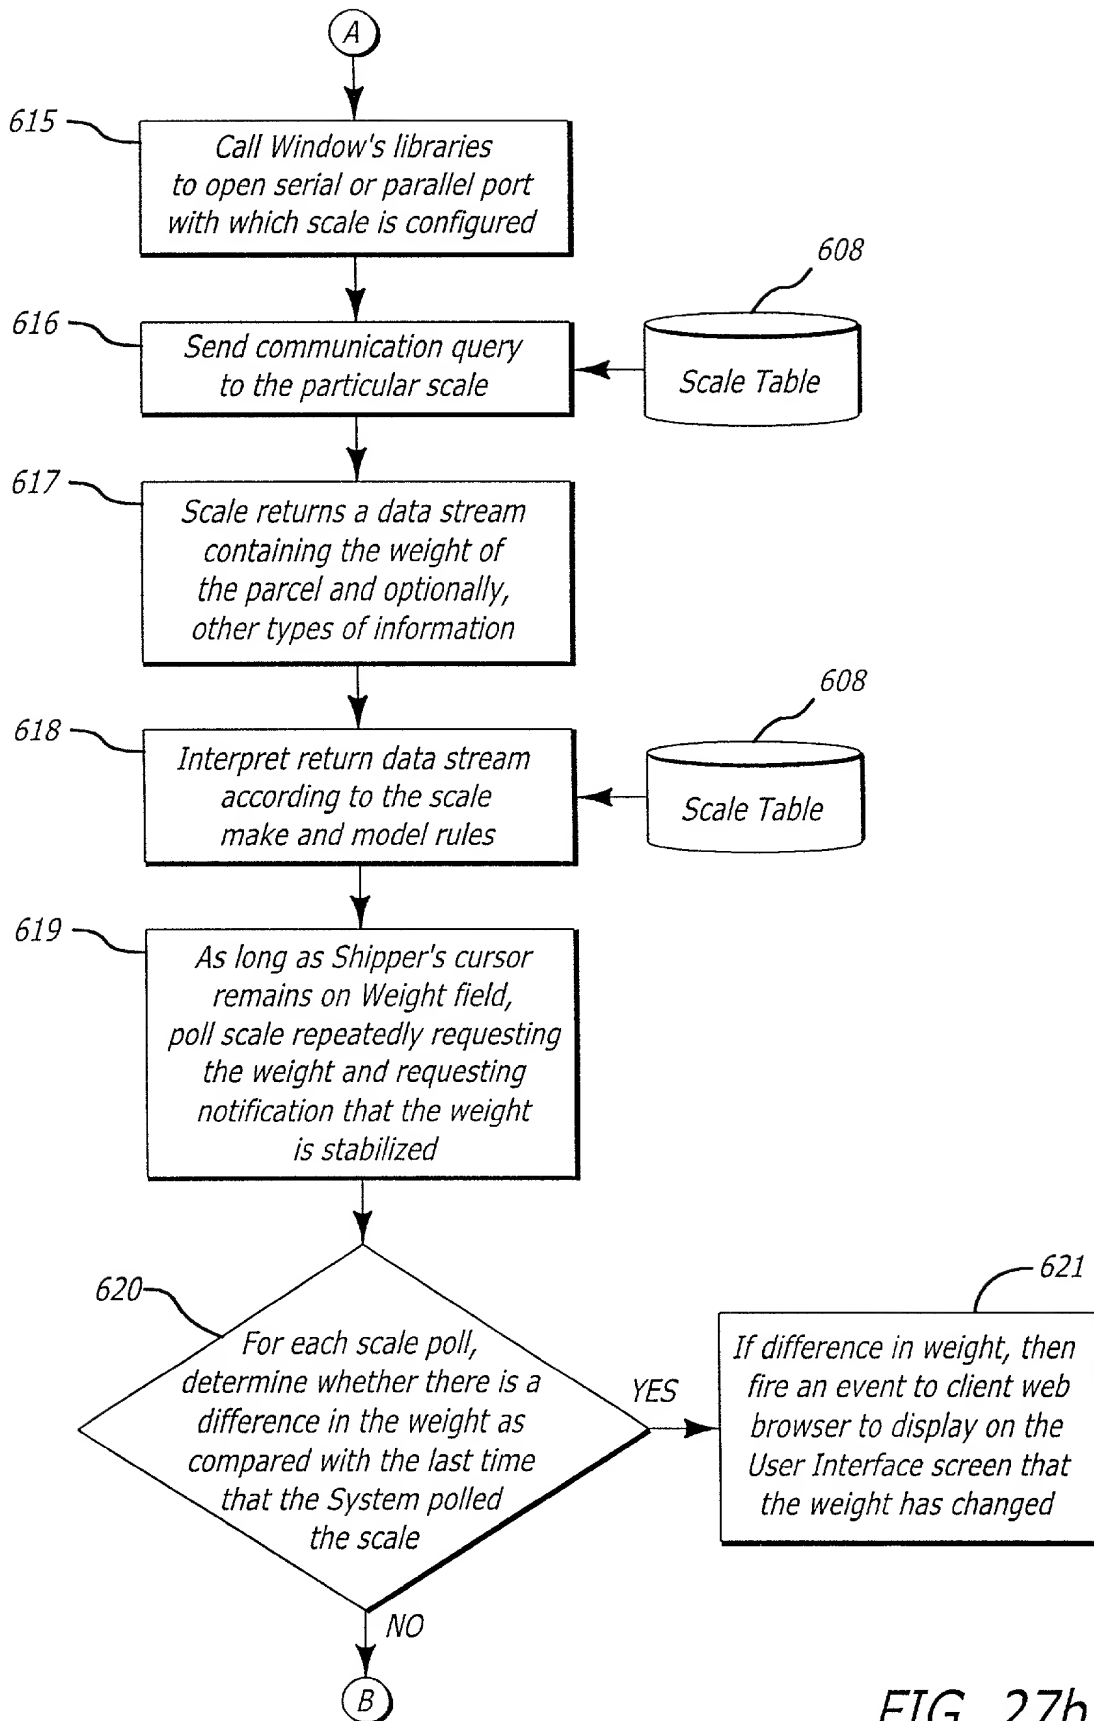 A
615
Call Window's libraries
to open serial or parallel port
with which scale is configured
608
616
Send communication query
to the particular scale
Scale Table
617
Scale returns a data stream
containing the weight of
the parcel and optionally,
other types of information
608
618
Interpret return data stream
according to the scale
make and model rules
Scale Table
619
As long as Shipper's cursor
remains on Weight field,
poll scale repeatedly requesting
the weight and requesting
notification that the weight
is stabilized
620
For each scale poll,
determine whether there is a
difference in the weight as
compared with the last time
that the System polled
the scale
YES
621
If difference in weight, then
fire an event to client web
browser to display on the
User Interface screen that
the weight has changed
NO
B
FIG. 27b